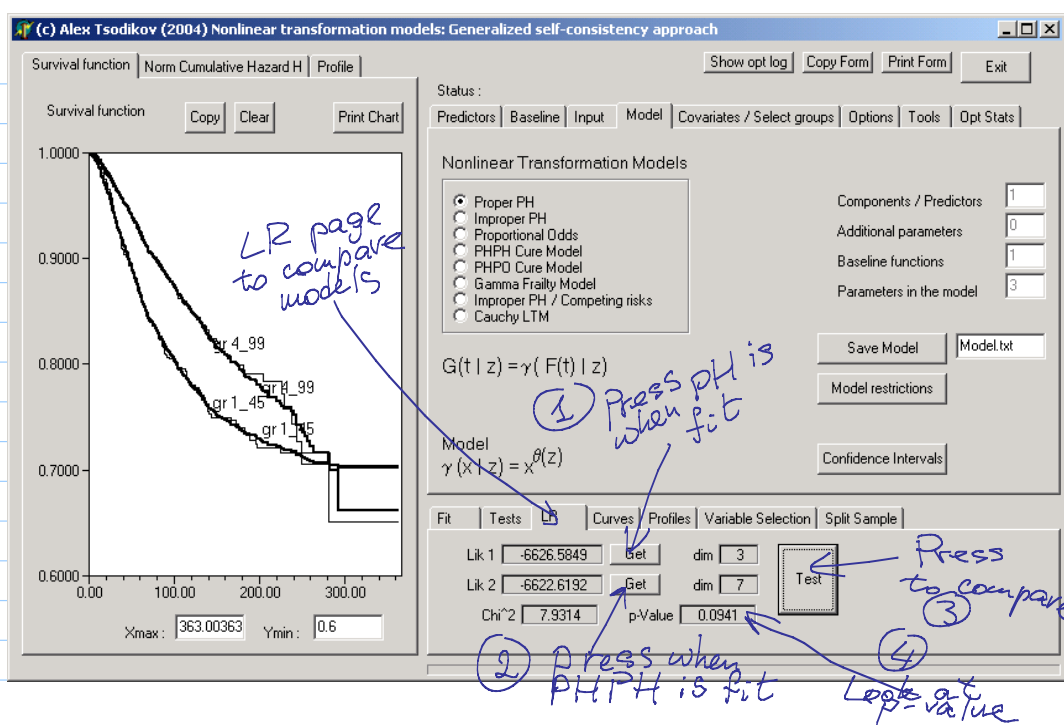 (c) Alex Tsodikov (2004) Nonlinear transformation models: Generalized self-consistency approach
Survival function Norm Cumulative Hazard H Profile
Show opt log Copy Form Print Form Exit
Status :
Survival function Copy Clear Print Chart
Predictors Baseline Input Model Covariates / Select groups Options Tools Opt Stats
Nonlinear Transformation Models
Proper PH
Improper PH
Proportional Odds
PHPH Cure Model
PHPO Cure Model
Gamma Frailty Model
Improper PH / Competing risks
Cauchy LTM
Components / Predictors 1
Additional parameters 0
Baseline functions 1
Parameters in the model 3
Save Model Model.txt
Model restrictions
Confidence Intervals
G(t | z) = γ( F(t) | z)
Model
γ (x | z) = x^θ(z)
1.0000
0.9000
0.8000
0.7000
0.6000
0.00 100.00 200.00 300.00
gr 4_99
gr 4_99
gr 1_45
gr 1_45
Xmax : 363.00363 Ymin : 0.6
Fit Tests LR Curves Profiles Variable Selection Split Sample
Lik 1 -6626.5849 Get dim 3
Lik 2 -6622.6192 Get dim 7
Test
Chi^2 7.9314 p-Value 0.0941
LR page
to compare
models
1 Press pH is
when fit
2 press when
PHPH is fit
Press
to compare
3
4
Look at
p-value